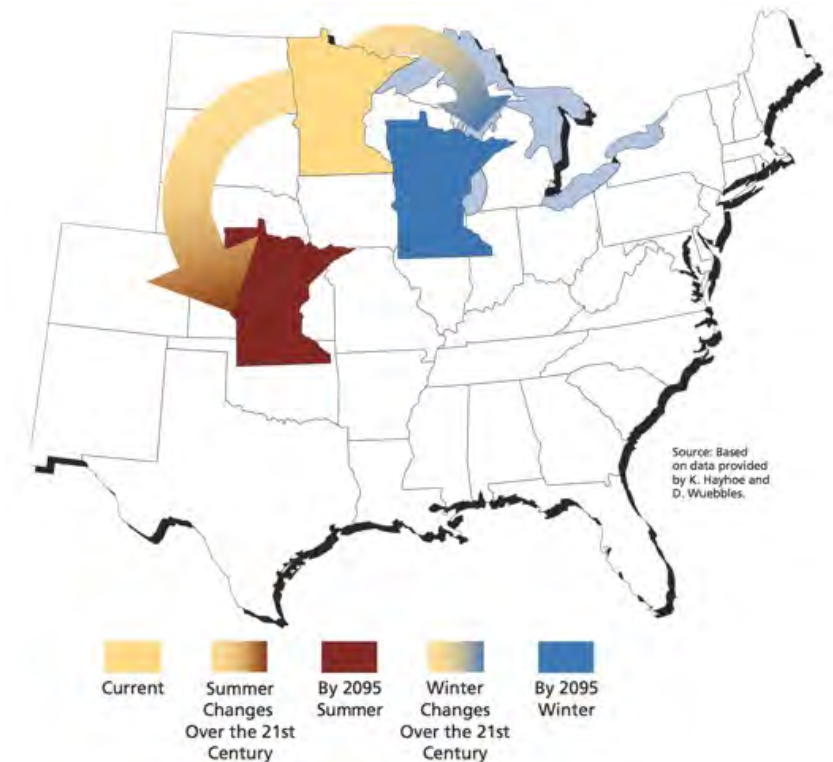 Source: Based
on data provided
by K. Hayhoe and
D. Wuebbles.
Current
Summer
Changes
Over the 21st
Century
By 2095
Summer
Winter
Changes
Over the 21st
Century
By 2095
Winter